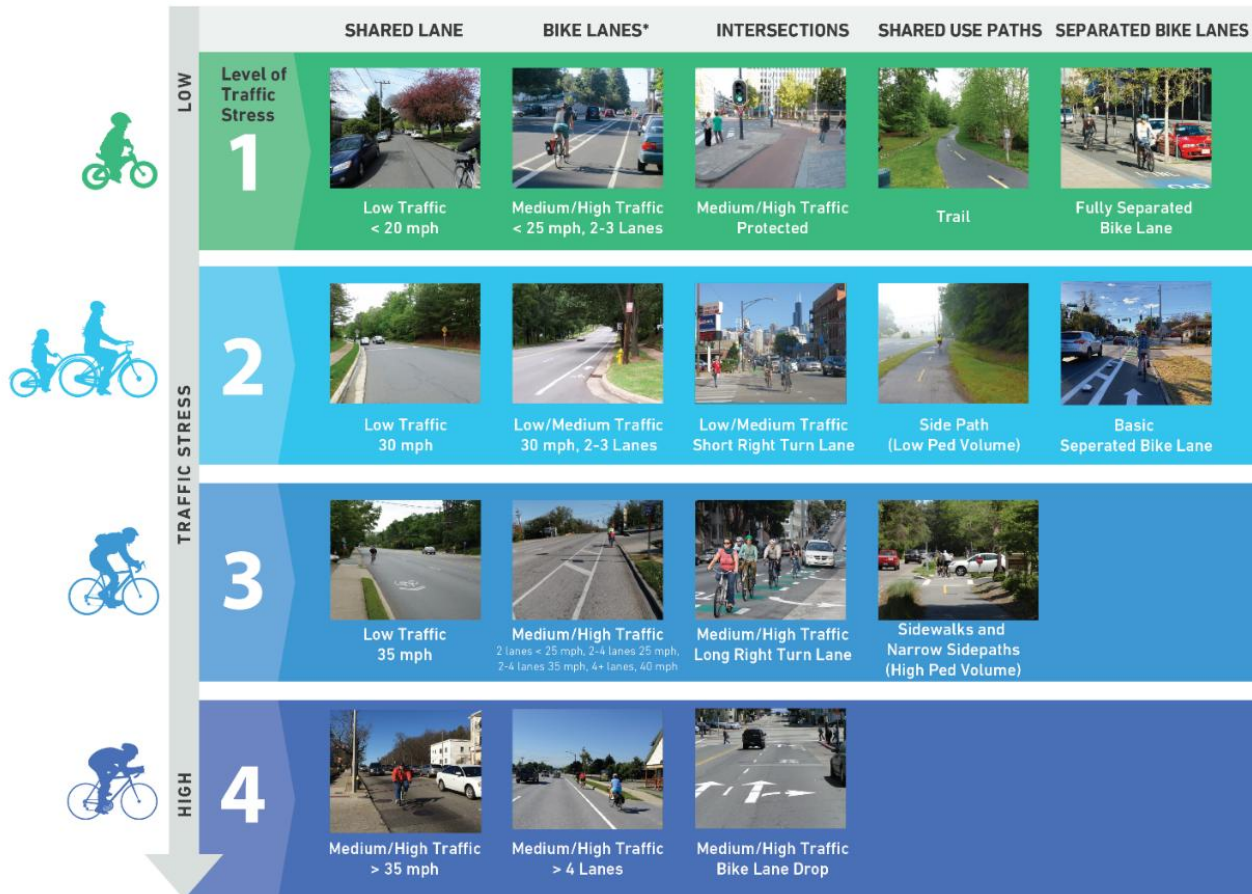 SHARED LANE
BIKE LANES*
INTERSECTIONS
SHARED USE PATHS
SEPARATED BIKE LANES
LOW
TRAFFIC STRESS
HIGH
Level of
Traffic
Stress
1
Low Traffic
< 20 mph
Medium/High Traffic
< 25 mph, 2-3 Lanes
Medium/High Traffic
Protected
Trail
Fully Separated
Bike Lane
2
Low Traffic
30 mph
Low/Medium Traffic
30 mph, 2-3 Lanes
Low/Medium Traffic
Short Right Turn Lane
Side Path
(Low Ped Volume)
Basic
Seperated Bike Lane
3
Low Traffic
35 mph
Medium/High Traffic
2 lanes < 25 mph, 2-4 lanes 25 mph,
2-4 lanes 35 mph, 4+ lanes, 40 mph
Medium/High Traffic
Long Right Turn Lane
Sidewalks and
Narrow Sidepaths
(High Ped Volume)
4
Medium/High Traffic
> 35 mph
Medium/High Traffic
> 4 Lanes
Medium/High Traffic
Bike Lane Drop